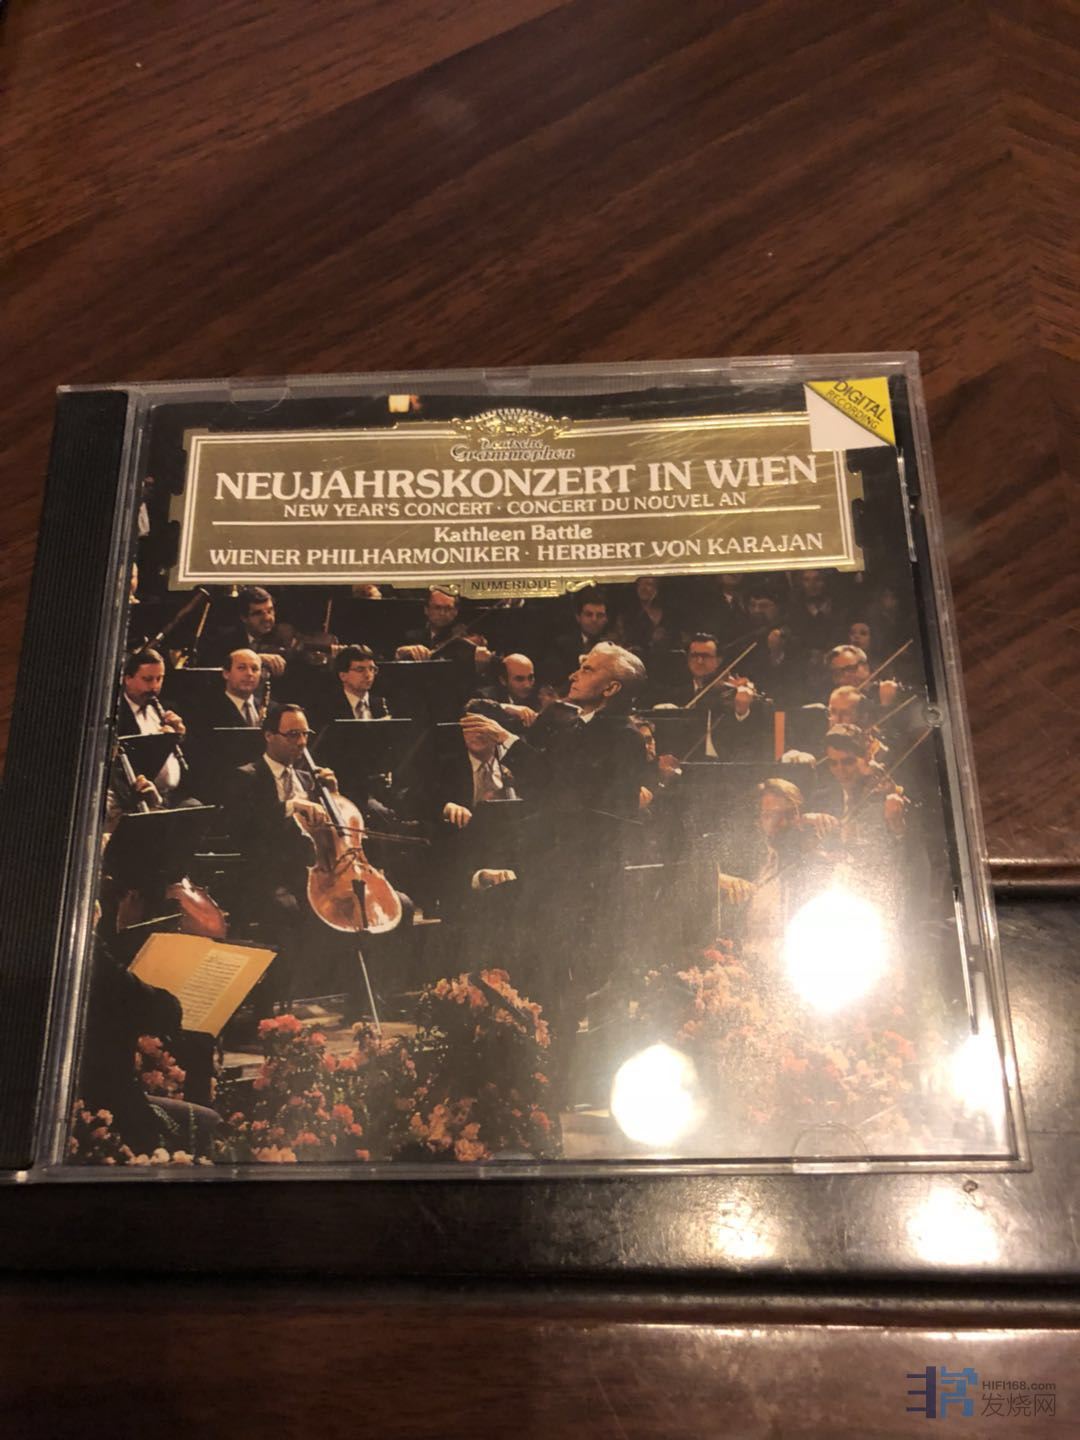 DIGITAL
RECORDING
Deutsche
Grammophon
NEUJAHRSKONZERT IN WIEN
NEW YEAR'S CONCERT · CONCERT DU NOUVEL AN
Kathleen Battle
WIENER PHILHARMONIKER · HERBERT VON KARAJAN
NUMERIQUE
HIFI168.com
发烧网